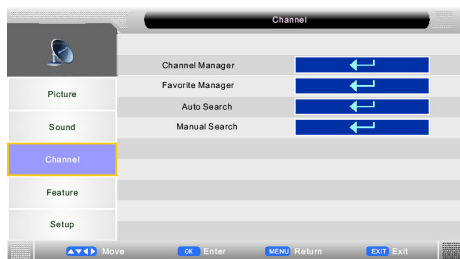 Channel
Channel Manager
Favorite Manager
Auto Search
Manual Search
Picture
Sound
Channel
Feature
Setup
Move OK Enter MENU Return EXIT Exit